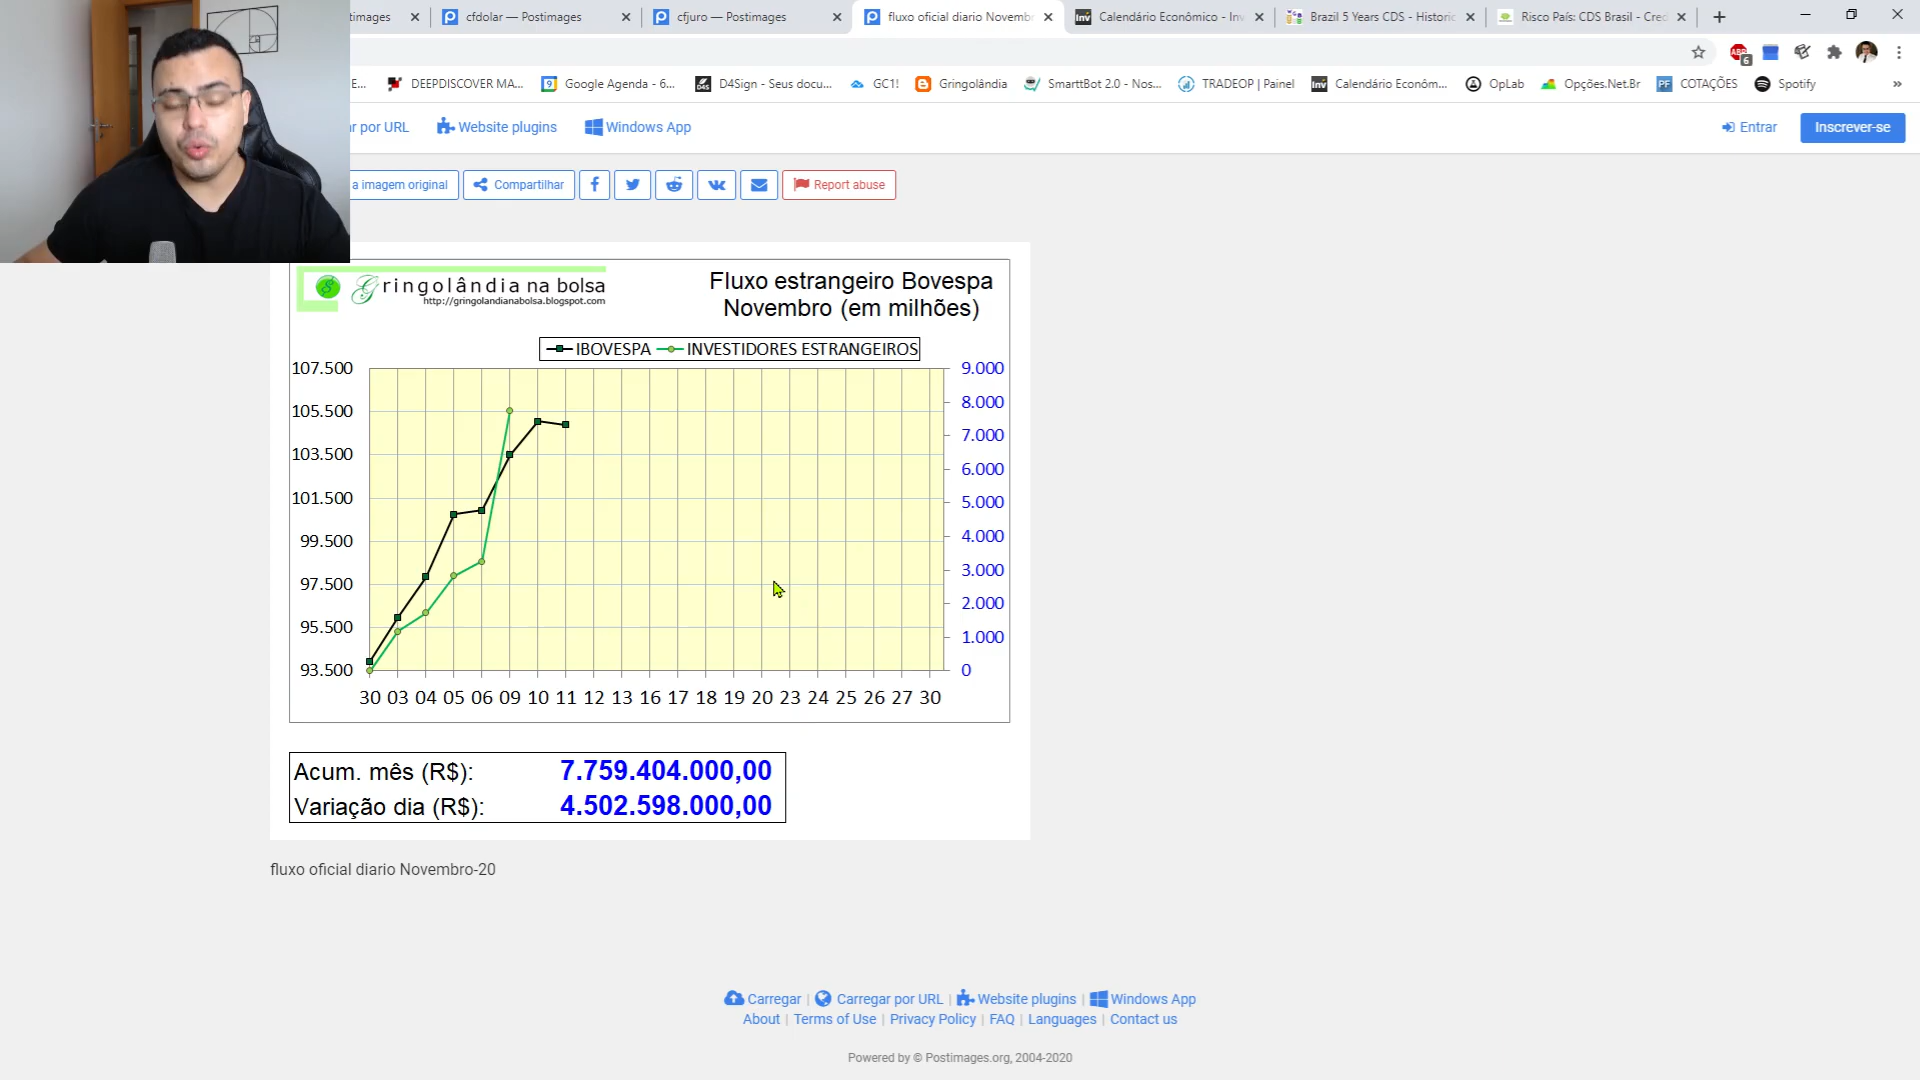 timages
cfdolar — Postimages
cfjuro — Postimages
fluxo oficial diario Novemb
Calendário Econômico - Inv
Brazil 5 Years CDS - Historic
Risco País: CDS Brasil - Cred
E...
DEEPDISCOVER MA...
Google Agenda - 6...
D4Sign - Seus docu...
GC1!
Gringolândia
SmarttBot 2.0 - Nos...
TRADEOP | Painel
Calendário Econôm...
OpLab
Opções.Net.Br
COTAÇÕES
Spotify
»
ar por URL
Website plugins
Windows App
Entrar
Inscrever-se
a imagem original
Compartilhar
Report abuse
Gringolândia na bolsa
http://gringolandianabolsa.blogspot.com
Fluxo estrangeiro Bovespa
Novembro (em milhões)
IBOVESPA INVESTIDORES ESTRANGEIROS
107.500 9.000
105.500 8.000
103.500 7.000
101.500 6.000
99.500 5.000
97.500 4.000
95.500 3.000
93.500 2.000
1.000
0
30 03 04 05 06 09 10 11 12 13 16 17 18 19 20 23 24 25 26 27 30
Acum. mês (R$): 7.759.404.000,00
Variação dia (R$): 4.502.598.000,00
fluxo oficial diario Novembro-20
Carregar | Carregar por URL | Website plugins | Windows App
About | Terms of Use | Privacy Policy | FAQ | Languages | Contact us
Powered by © Postimages.org, 2004-2020